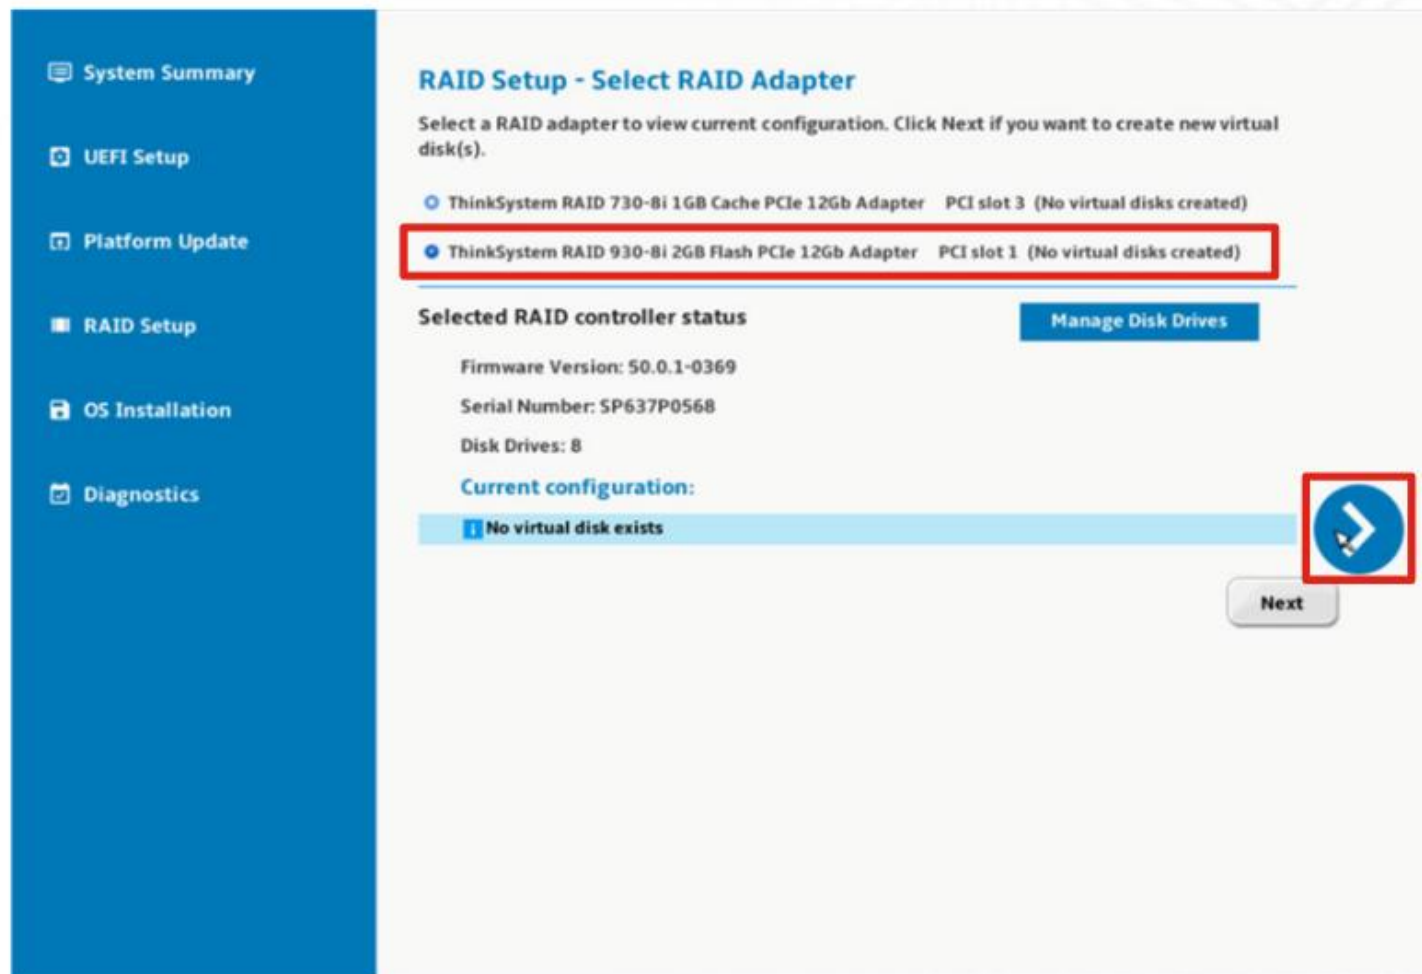 System Summary
UEFI Setup
Platform Update
RAID Setup
OS Installation
Diagnostics
RAID Setup - Select RAID Adapter
Select a RAID adapter to view current configuration. Click Next if you want to create new virtual
disk(s).
ThinkSystem RAID 730-8i 1GB Cache PCIe 12Gb Adapter PCI slot 3 (No virtual disks created)
ThinkSystem RAID 930-8i 2GB Flash PCIe 12Gb Adapter PCI slot 1 (No virtual disks created)
Selected RAID controller status
Manage Disk Drives
Firmware Version: 50.0.1-0369
Serial Number: SP637P0568
Disk Drives: 8
Current configuration:
No virtual disk exists
Next